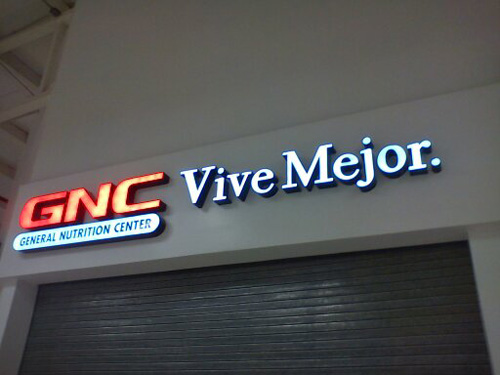 GNC
GENERAL NUTRITION CENTER
Vive Mejor.